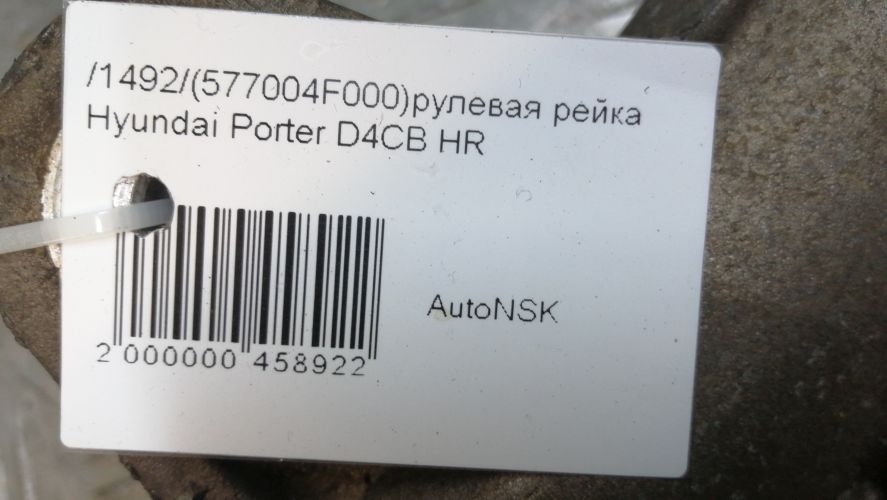 /1492/(577004F000)рулевая рейка
Hyundai Porter D4CB HR
AutoNSK
2 000000 458922